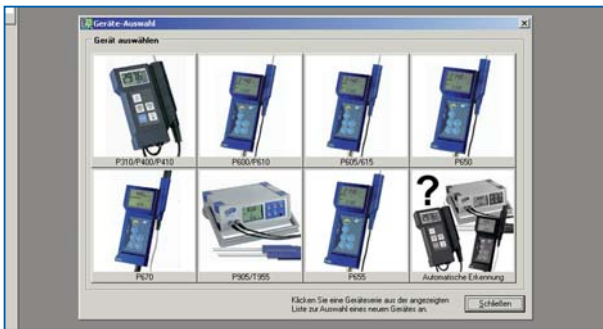 Geräte-Auswahl
Gerät auswählen
P310/P400/P410
P600/P610
P605/615
P650
P670
P905/T955
P655
?
Automatische Erkennung
Klicken Sie eine Geräteserie aus der angezeigten
Liste zur Auswahl eines neuen Gerätes an.
Schließen